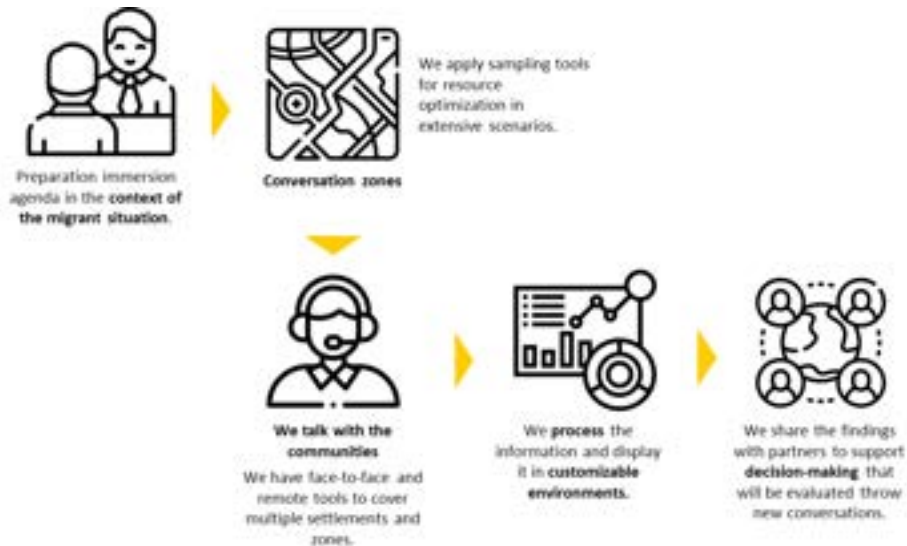 We apply sampling tools
for resource
optimization in
extensive scenarios.
Preparation immersion
agenda in the context of
the migrant situation.
Conversation zones
We talk with the
communities
We have face-to-face and
remote tools to cover
multiple settlements and
zones.
We process the
information and display
it in customizable
environments.
We share the findings
with partners to support
decision-making that
will be evaluated throw
new conversations.